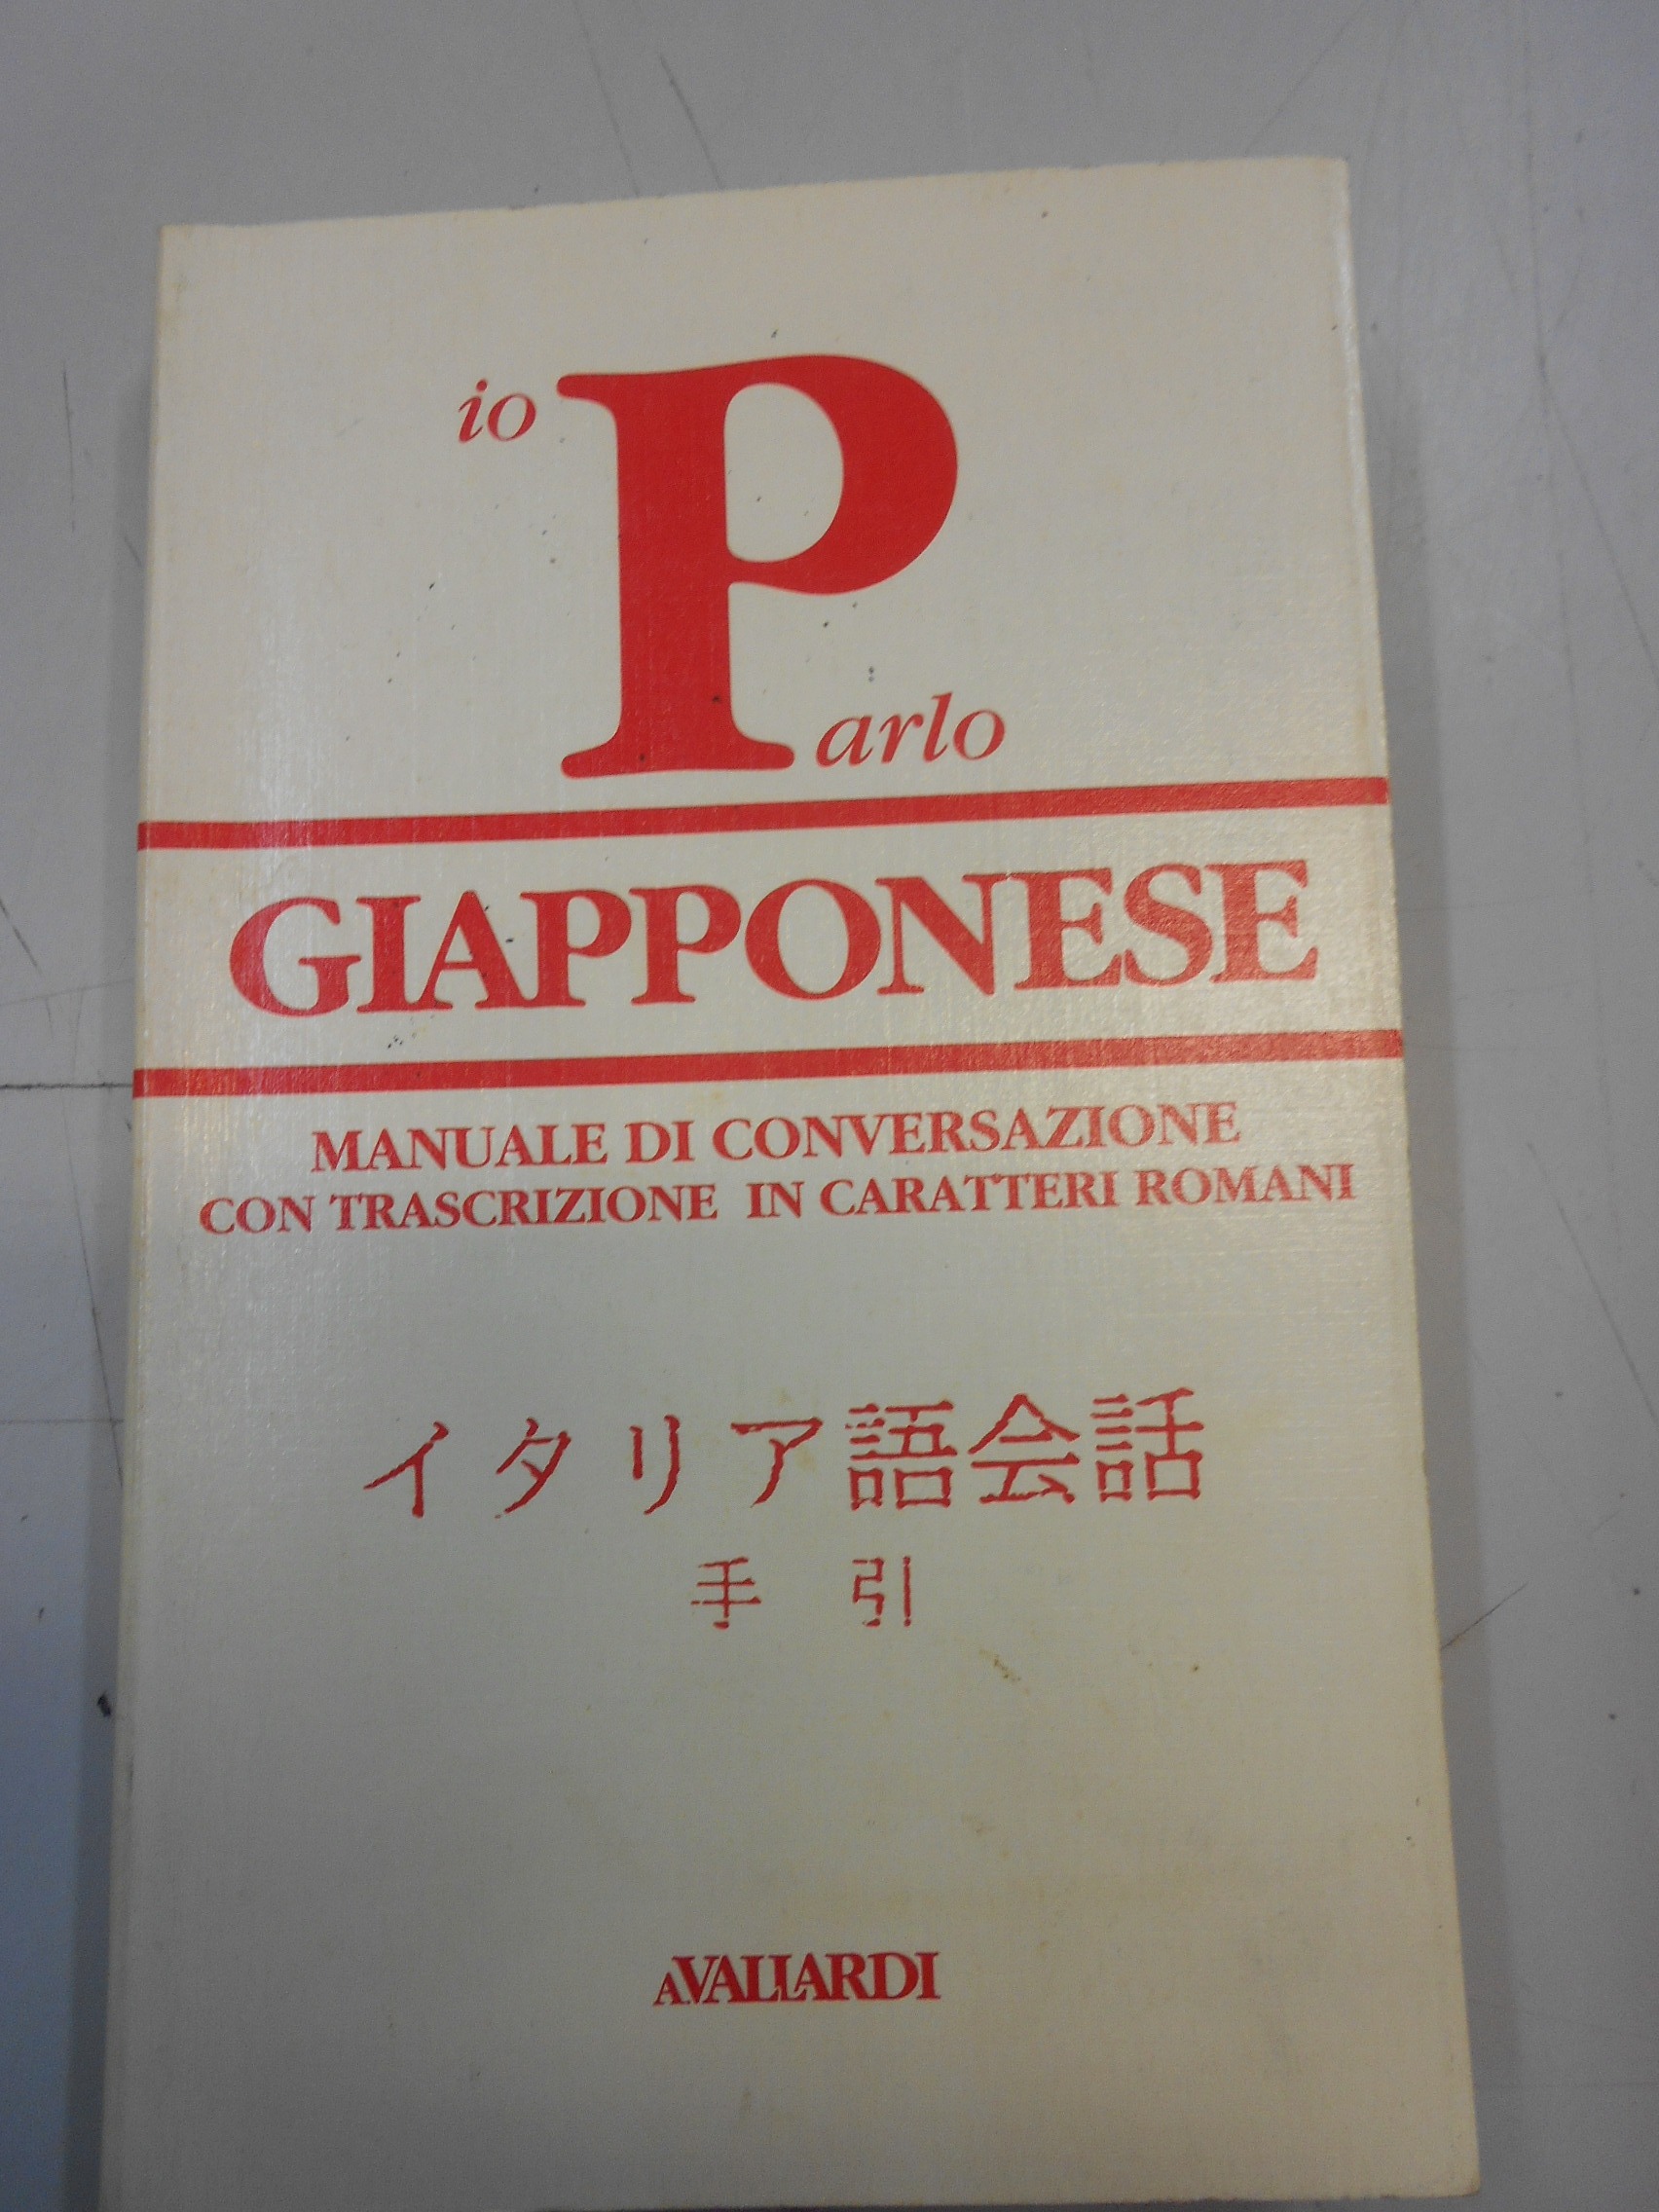 io Parlo
GIAPPONESE
MANUALE DI CONVERSAZIONE
CON TRASCRIZIONE IN CARATTERI ROMANI
イタリア語会話
手引
A.VALLARDI